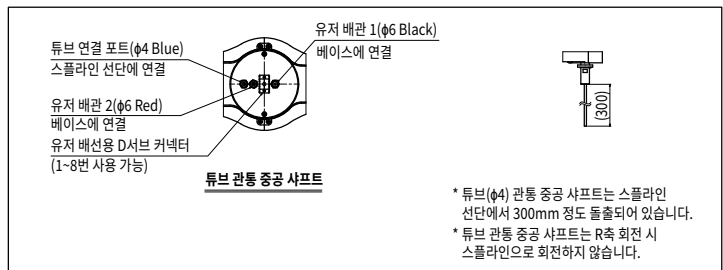 유저 배관 1(ϕ6 Black)
베이스에 연결
튜브 연결 포트(ϕ4 Blue)
스플라인 선단에 연결
유저 배관 2(ϕ6 Red)
베이스에 연결
유저 배선용 D서브 커넥터
(1~8번 사용 가능)
튜브 관통 중공 샤프트
(300)
* 튜브(ϕ4) 관통 중공 샤프트는 스플라인
선단에서 300mm 정도 돌출되어 있습니다.
* 튜브 관통 중공 샤프트는 R축 회전 시
스플라인으로 회전하지 않습니다.